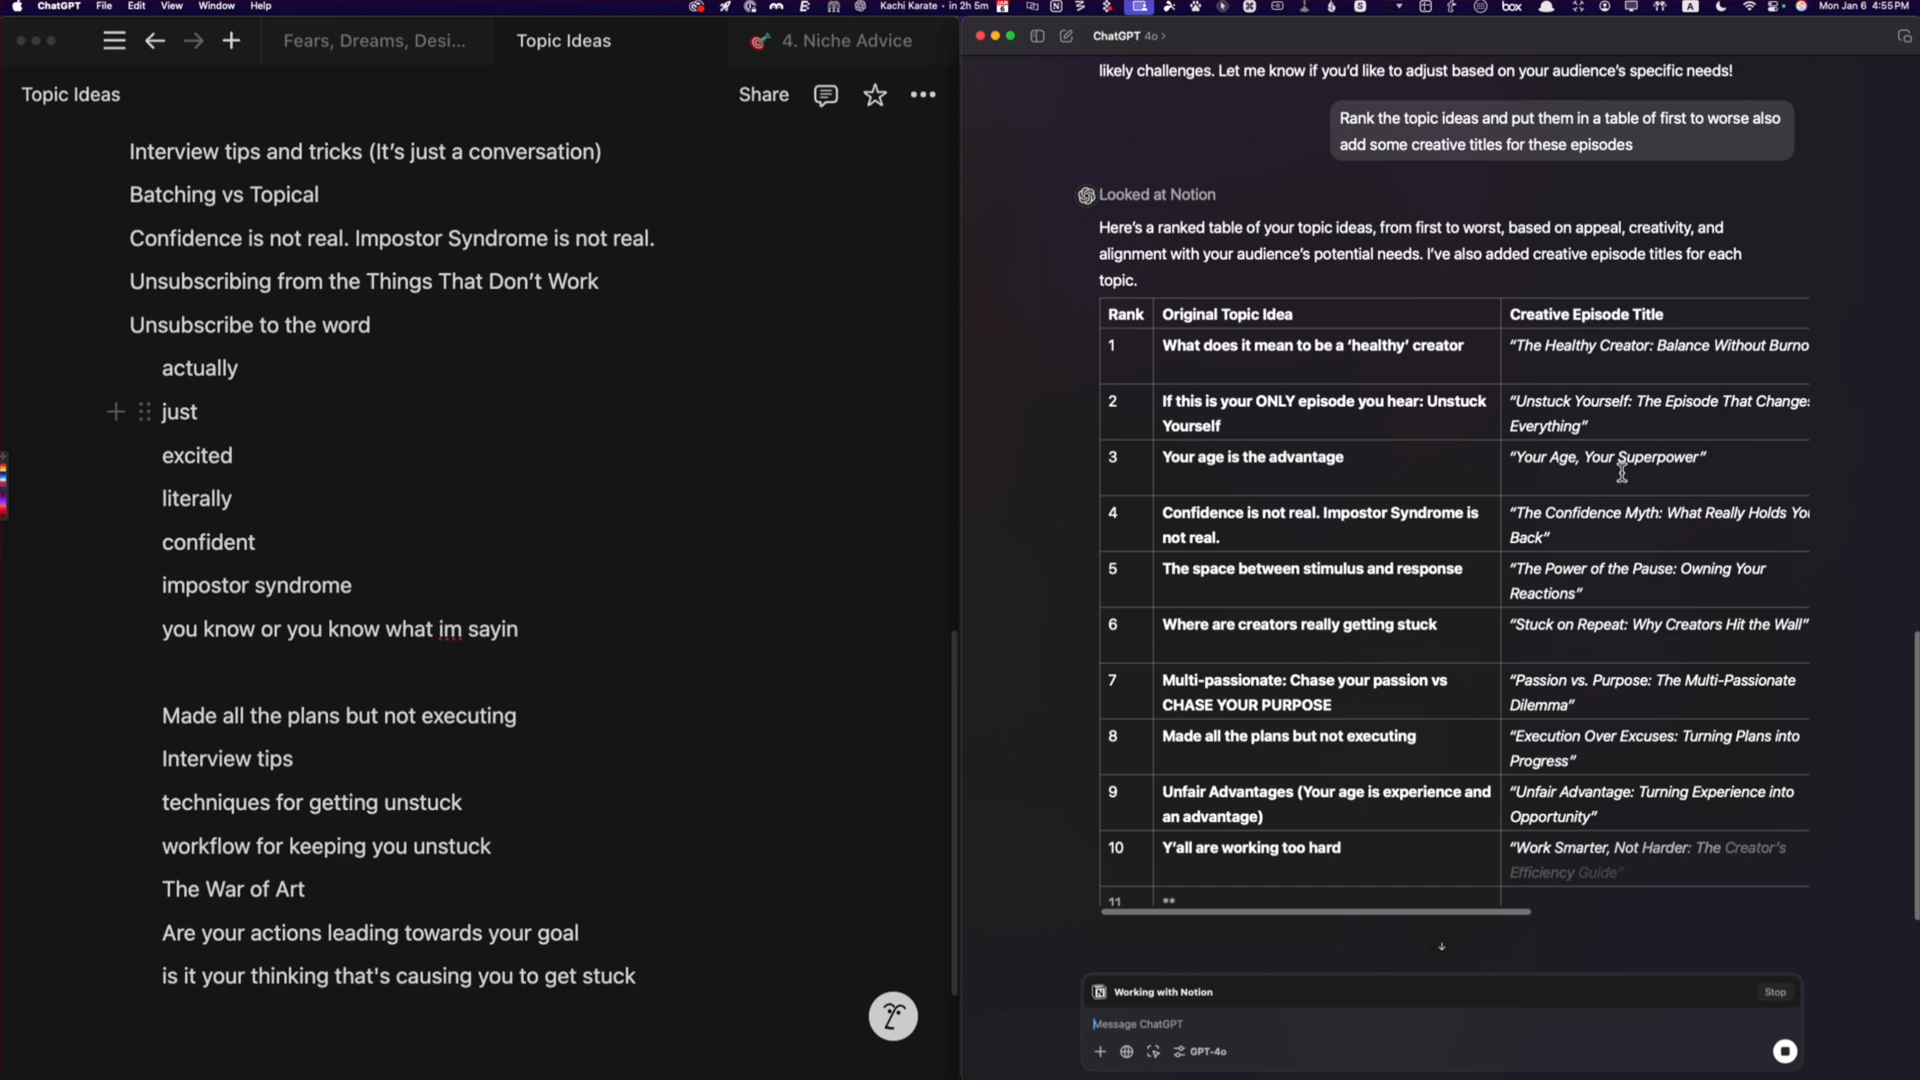 ChatGPT File Edit View Window Help
Kachi Karate • in 2h 5m
box
A
Mon Jan 6 4:55PM
Fears, Dreams, Desi...
Topic Ideas
4. Niche Advice
Topic Ideas
Share
Interview tips and tricks (It’s just a conversation)
Batching vs Topical
Confidence is not real. Impostor Syndrome is not real.
Unsubscribing from the Things That Don’t Work
Unsubscribe to the word
actually
just
excited
literally
confident
impostor syndrome
you know or you know what im sayin
Made all the plans but not executing
Interview tips
techniques for getting unstuck
workflow for keeping you unstuck
The War of Art
Are your actions leading towards your goal
is it your thinking that's causing you to get stuck
ChatGPT 4o >
likely challenges. Let me know if you’d like to adjust based on your audience’s specific needs!
Rank the topic ideas and put them in a table of first to worse also
add some creative titles for these episodes
Looked at Notion
Here’s a ranked table of your topic ideas, from first to worst, based on appeal, creativity, and
alignment with your audience’s potential needs. I’ve also added creative episode titles for each
topic.
Rank Original Topic Idea Creative Episode Title
1 What does it mean to be a ‘healthy’ creator “The Healthy Creator: Balance Without Burno
2 If this is your ONLY episode you hear: Unstuck “Unstuck Yourself: The Episode That Changes
Yourself Everything”
3 Your age is the advantage “Your Age, Your Superpower”
4 Confidence is not real. Impostor Syndrome is “The Confidence Myth: What Really Holds You
not real. Back”
5 The space between stimulus and response “The Power of the Pause: Owning Your
Reactions”
6 Where are creators really getting stuck “Stuck on Repeat: Why Creators Hit the Wall”
7 Multi-passionate: Chase your passion vs “Passion vs. Purpose: The Multi-Passionate
CHASE YOUR PURPOSE Dilemma”
8 Made all the plans but not executing “Execution Over Excuses: Turning Plans into
Progress”
9 Unfair Advantages (Your age is experience and “Unfair Advantage: Turning Experience into
an advantage) Opportunity”
10 Y’all are working too hard “Work Smarter, Not Harder: The Creator’s
Efficiency Guide”
11 **
Working with Notion
Stop
Message ChatGPT
GPT-4o